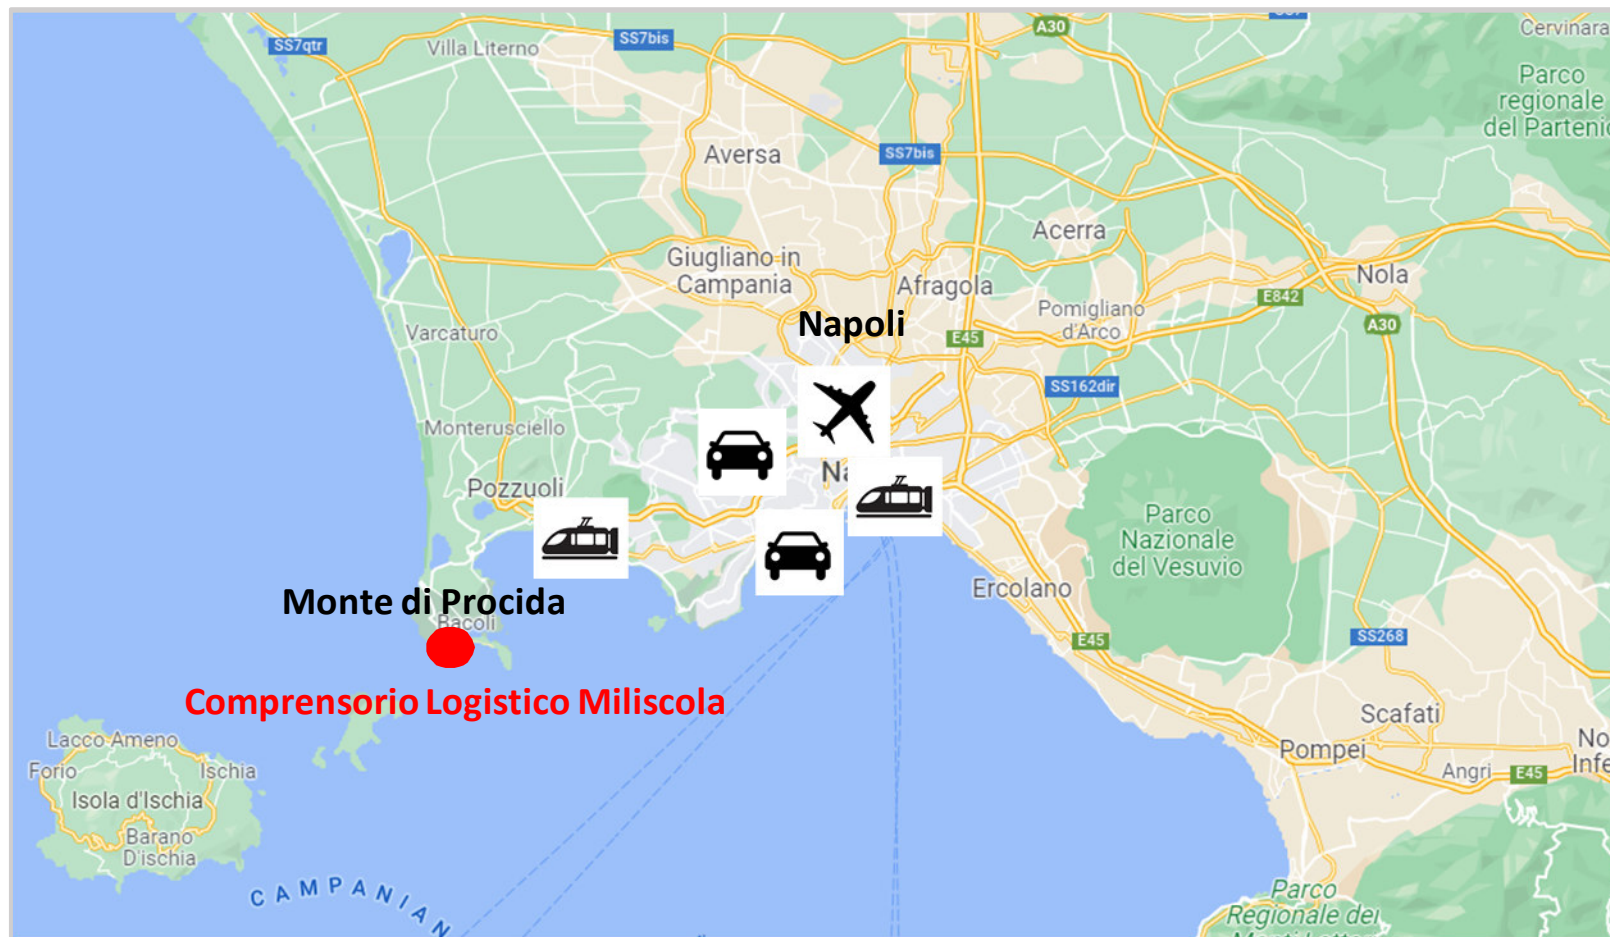 SS7
A30
Cervinara
SS7qtr
Villa Literno
SS7bis
Parco
regionale
del Partenio
Aversa
SS7bis
Acerra
Giugliano in
Campania
Afragola
Nola
E842
Pomigliano
d'Arco
A30
Napoli
Varcaturo
E45
SS162dir
Monterusciello
Na
Pozzuoli
Parco
Nazionale
del Vesuvio
Ercolano
Monte di Procida
Bacoli
E45
SS268
Comprensorio Logistico Miliscola
Scafati
Lacco Ameno
Pompei
No
Infe
Forio
Ischia
Angri
E45
Isola d'Ischia
Barano
D'ischia
CAMPANIAN
Parco
Regionale dei